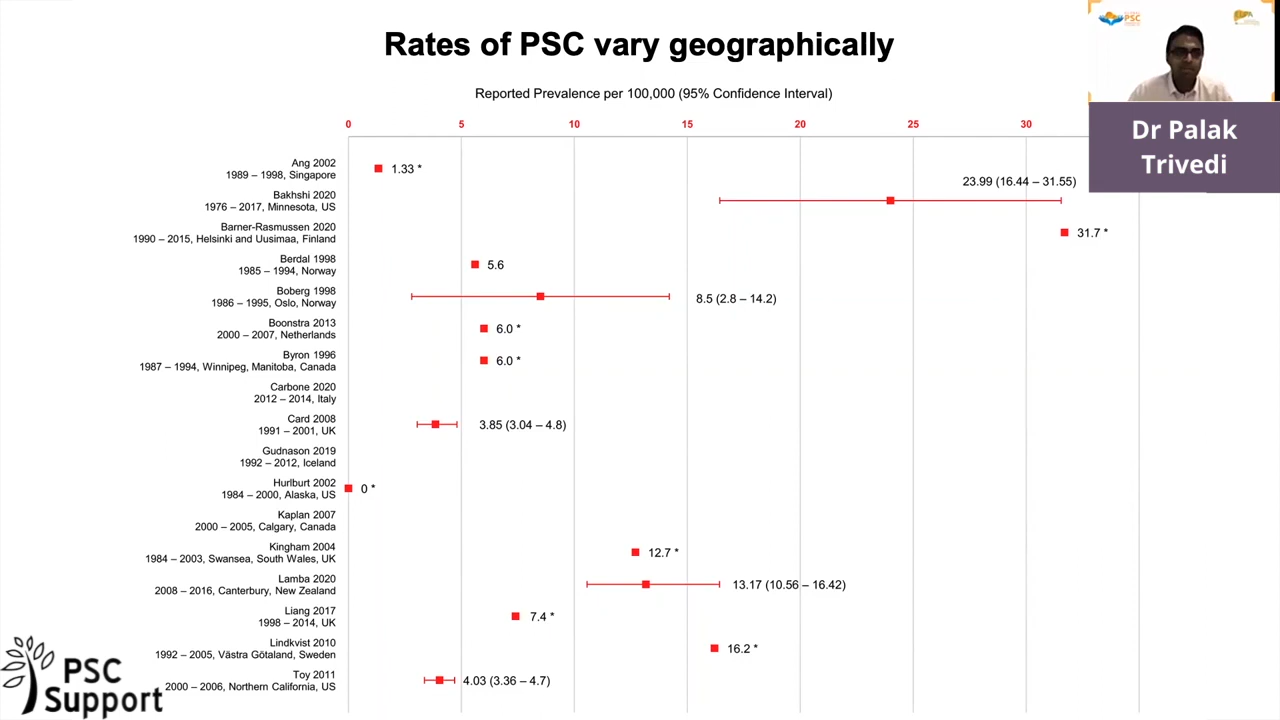 Rates of PSC vary geographically
Reported Prevalence per 100,000 (95% Confidence Interval)
PSC
Dr Palak
Trivedi
0 5 10 15 20 25 30
Ang 2002
1989 – 1998, Singapore
1.33 *
Bakhshi 2020
1976 – 2017, Minnesota, US
23.99 (16.44 – 31.55)
Barner-Rasmussen 2020
1990 – 2015, Helsinki and Uusimaa, Finland
31.7 *
Berdal 1998
1985 – 1994, Norway
5.6
Boberg 1998
1986 – 1995, Oslo, Norway
8.5 (2.8 – 14.2)
Boonstra 2013
2000 – 2007, Netherlands
6.0 *
Byron 1996
1987 – 1994, Winnipeg, Manitoba, Canada
6.0 *
Carbone 2020
2012 – 2014, Italy
Card 2008
1991 – 2001, UK
3.85 (3.04 – 4.8)
Gudnason 2019
1992 – 2012, Iceland
Hurlburt 2002
1984 – 2000, Alaska, US
0 *
Kaplan 2007
2000 – 2005, Calgary, Canada
Kingham 2004
1984 – 2003, Swansea, South Wales, UK
12.7 *
Lamba 2020
2008 – 2016, Canterbury, New Zealand
13.17 (10.56 – 16.42)
Liang 2017
1998 – 2014, UK
7.4 *
Lindkvist 2010
1992 – 2005, Västra Götaland, Sweden
16.2 *
Toy 2011
2000 – 2006, Northern California, US
4.03 (3.36 – 4.7)
PSC
Support